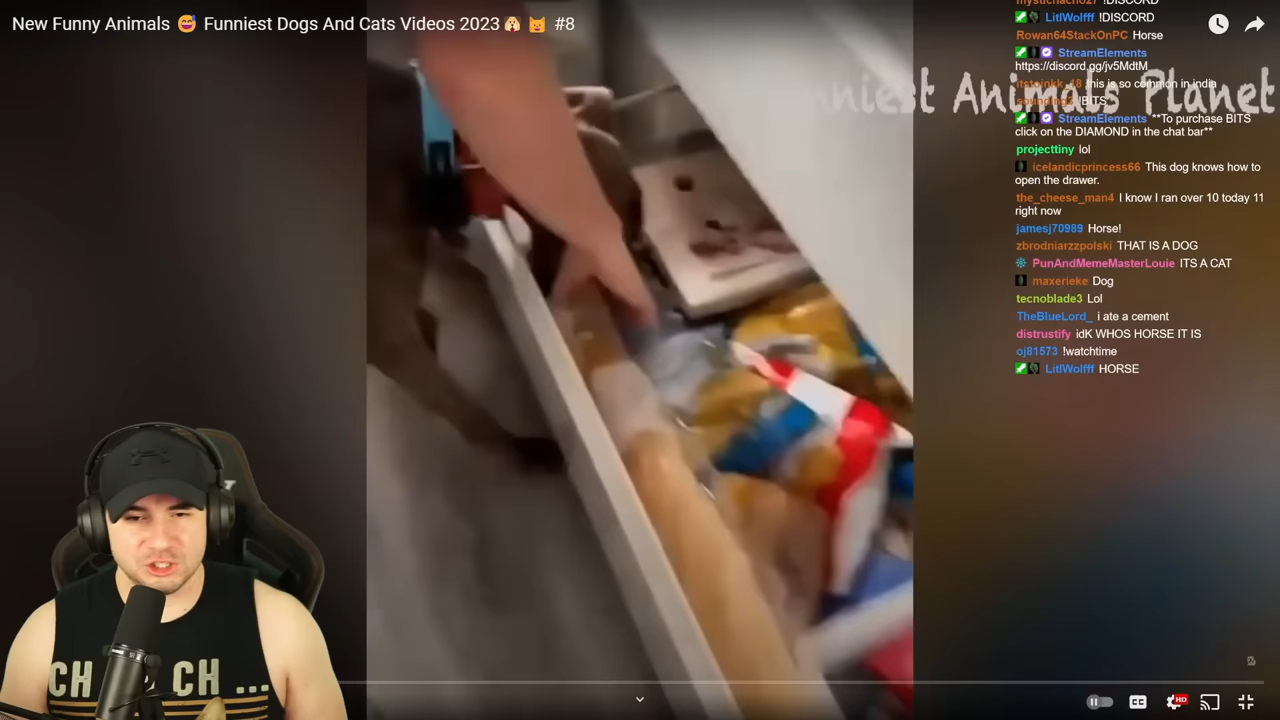 New Funny Animals 😅 Funniest Dogs And Cats Videos 2023🙈 😼 #8
LitlWolfff !DISCORD
Rowan64StackOnPC Horse
StreamElements
https://discord.gg/jv5MdtM
this is so common in india
Animals Planet
!BITS
StreamElements **To purchase BITS
click on the DIAMOND in the chat bar**
projecttiny lol
icelandicprincess66 This dog knows how to
open the drawer.
the_cheese_man4 I know I ran over 10 today 11
right now
jamesj70989 Horse!
zbrodniarzzpolski THAT IS A DOG
PunAndMemeMasterLouie ITS A CAT
maxerieke Dog
tecnoblade3 Lol
TheBlueLord_ i ate a cement
distrustify idK WHOS HORSE IT IS
oj81573 !watchtime
LitlWolfff HORSE
CH CH ...
CC
HD